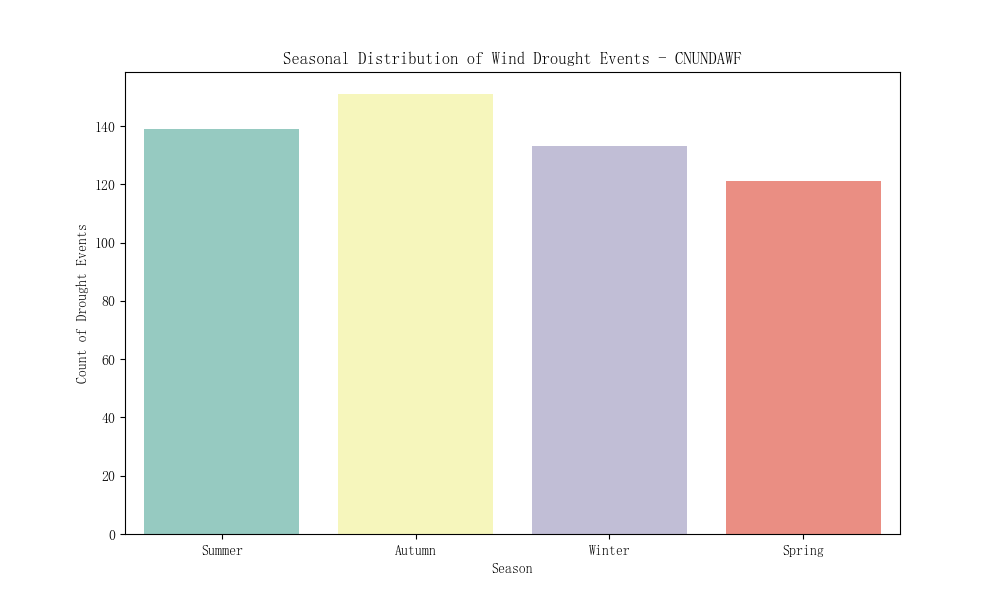 Seasonal Distribution of Wind Drought Events - CNUNDAWF
Count of Drought Events
140
120
100
80
60
40
20
0
Summer Autumn Winter Spring
Season